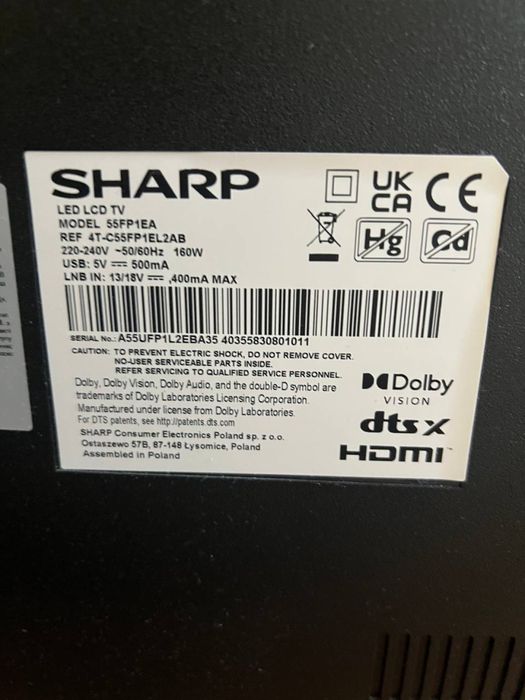 SHARP
LED LCD TV
MODEL 55FP1EA
REF 4T-C55FP1EL2AB
220-240V ~50/60Hz 160W
USB: 5V ⎓ 500mA
LNB IN: 13/18V ⎓ ,400mA MAX
UK
CA
CE
Hg
Cd
SERIAL No.: A55UFP1L2EBA35 40355830801011
CAUTION: TO PREVENT ELECTRIC SHOCK, DO NOT REMOVE COVER.
NO-USER SERVICEABLE PARTS INSIDE.
REFER SERVICING TO QUALIFIED SERVICE PERSONNEL.
Dolby, Dolby Vision, Dolby Audio, and the double-D symbol are
trademarks of Dolby Laboratories Licensing Corporation.
Manufactured under license from Dolby Laboratories.
For DTS patents, see http://patents.dts.com
SHARP Consumer Electronics Poland sp. z o.o.
Ostaszewo 57B, 87-148 Łysomice, Poland
Assembled in Poland
Dolby
VISION
dts X
HDMI